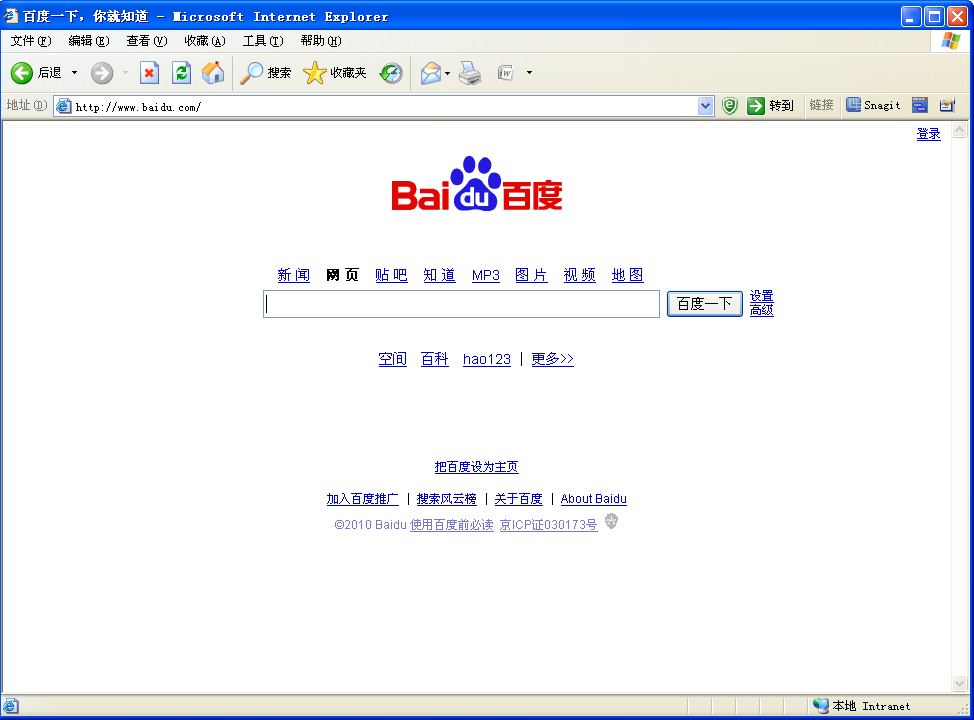 百度一下，你就知道 - Microsoft Internet Explorer
文件(F) 编辑(E) 查看(V) 收藏(A) 工具(T) 帮助(H)
后退 搜索 收藏夹
地址(D) http://www.baidu.com/ 转到 链接 Snagit
登录
Bai du 百度
新 闻 网 页 贴 吧 知 道 MP3 图 片 视 频 地 图
百度一下 设置
高级
空间 百科 hao123 | 更多>>
把百度设为主页
加入百度推广 | 搜索风云榜 | 关于百度 | About Baidu
©2010 Baidu 使用百度前必读 京ICP证030173号
本地 Intranet